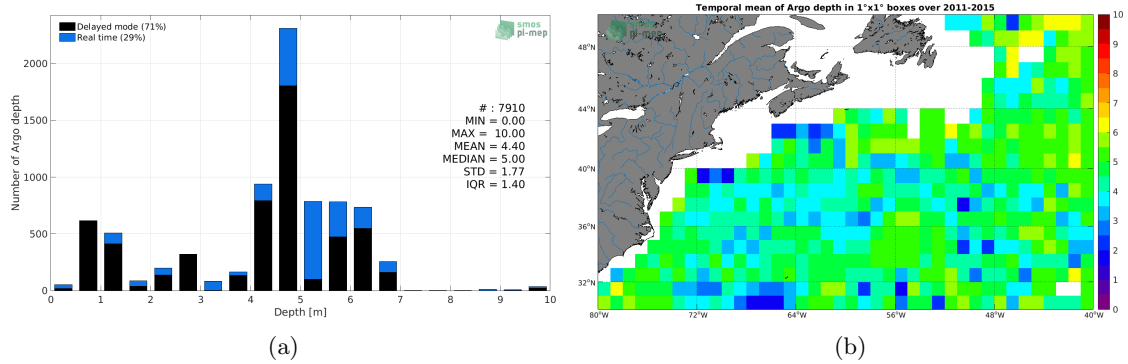 Delayed mode (71%)
Real time (29%)
smos
pi-mep
Number of Argo depth
2000
1500
1000
500
0
# : 7910
MIN = 0.00
MAX = 10.00
MEAN = 4.40
MEDIAN = 5.00
STD = 1.77
IQR = 1.40
0 1 2 3 4 5 6 7 8 9 10
Depth [m]
(a)
Temporal mean of Argo depth in 1°x1° boxes over 2011-2015
smos
pi-mep
48°N
44°N
40°N
36°N
32°N
80°W 72°W 64°W 56°W 48°W 40°W
10
9
8
7
6
5
4
3
2
1
0
(b)